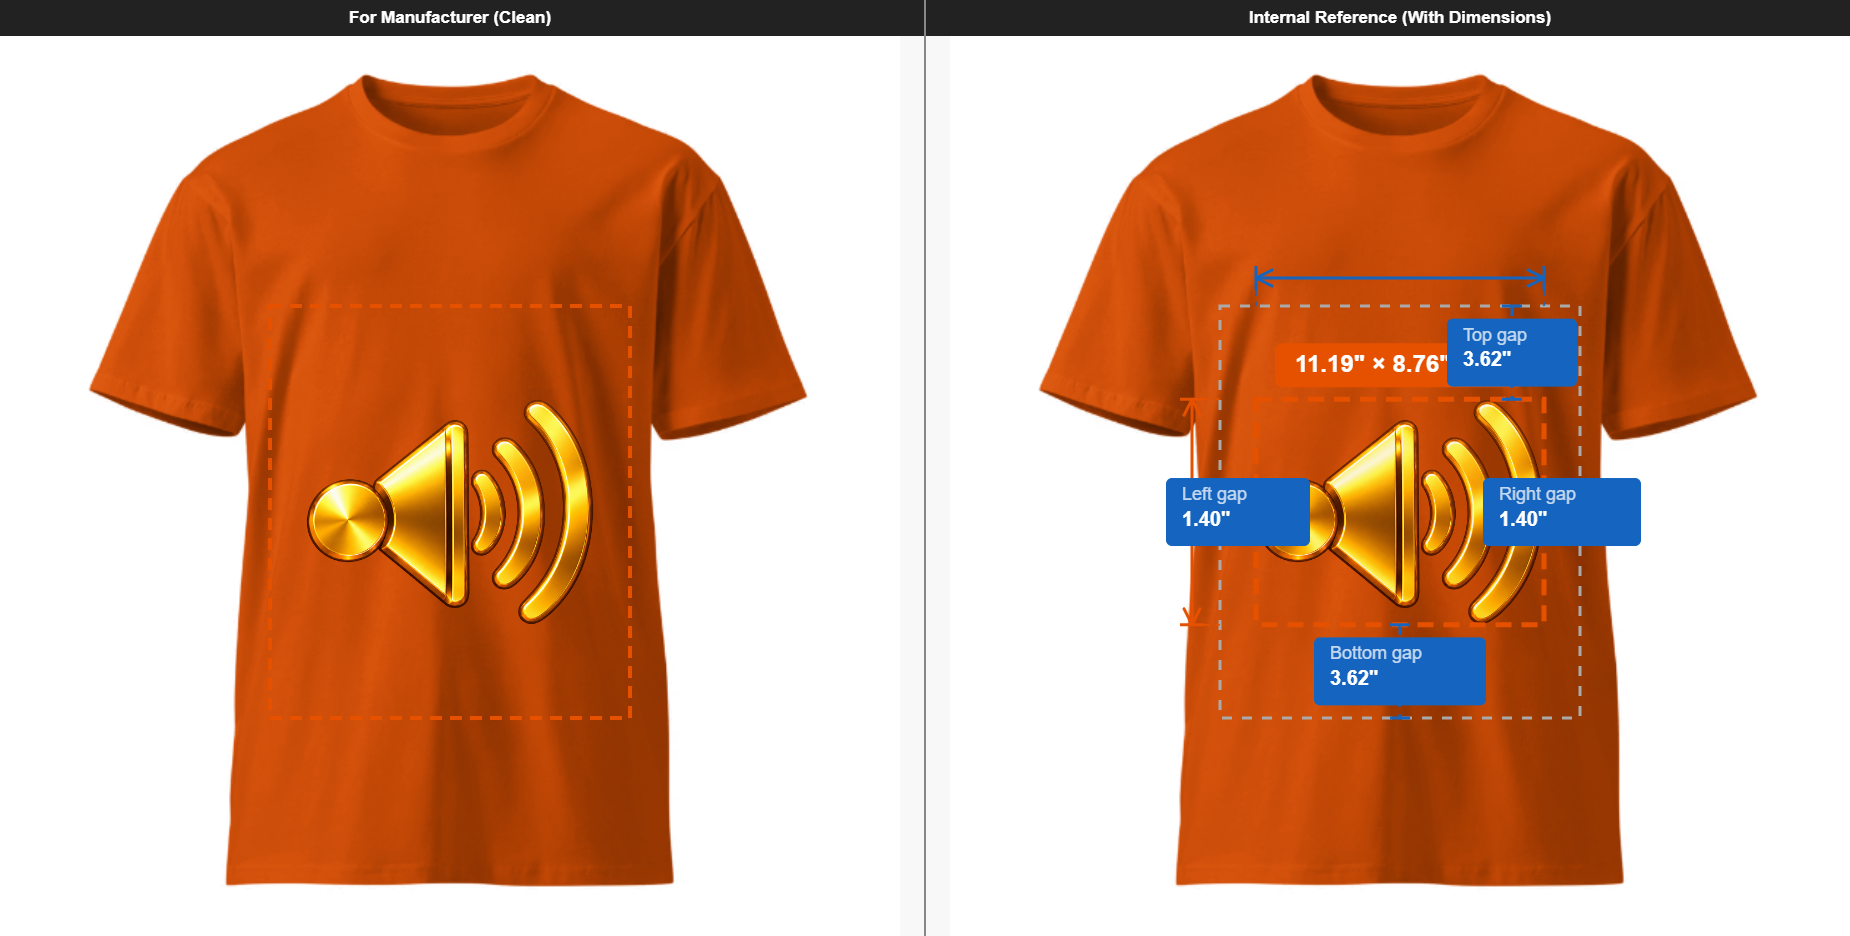 For Manufacturer (Clean)
Internal Reference (With Dimensions)
Top gap
3.62"
11.19" × 8.76"
Left gap
1.40"
Right gap
1.40"
Bottom gap
3.62"